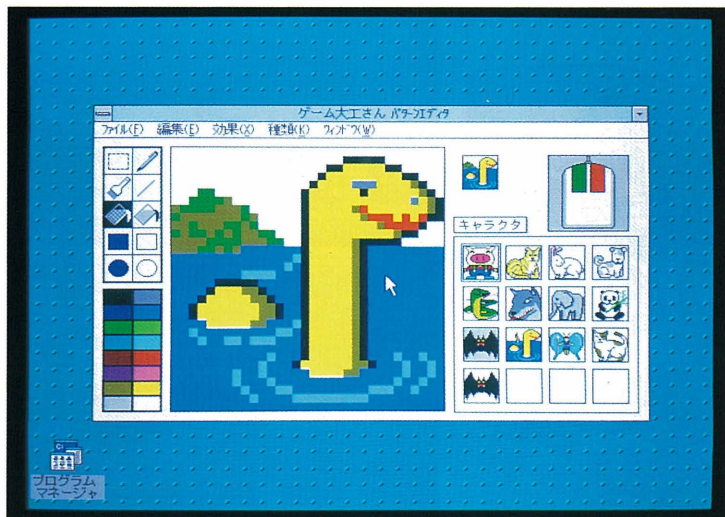 ゲーム大工さん パターンエディタ
ファイル(F) 編集(E) 効果(X) 種類(K) ウィンドウ(W)
キャラクタ
C:
プログラム
マネージャ